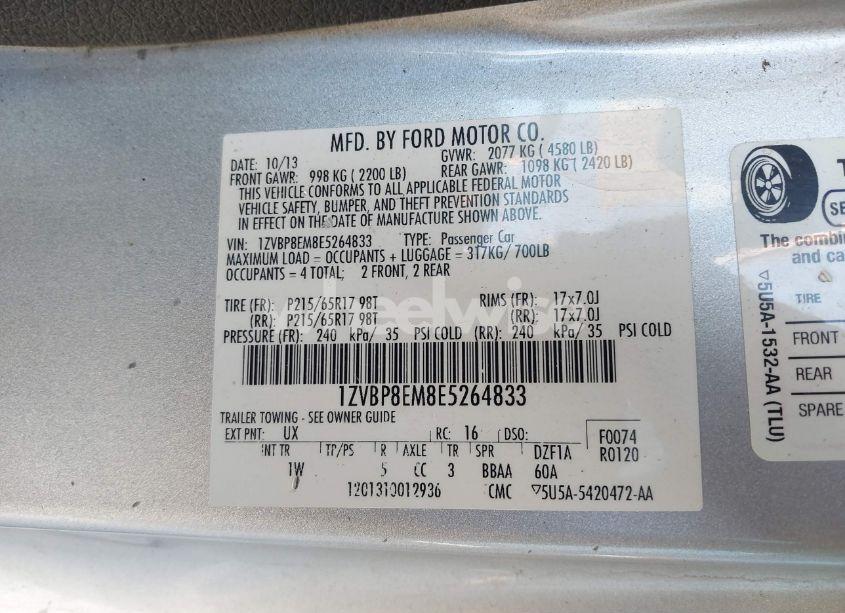 MFD. BY FORD MOTOR CO.
DATE: 10/13 GVWR: 2077 KG ( 4580 LB)
FRONT GAWR: 998 KG ( 2200 LB) REAR GAWR: 1098 KG ( 2420 LB)
THIS VEHICLE CONFORMS TO ALL APPLICABLE FEDERAL MOTOR
VEHICLE SAFETY, BUMPER, AND THEFT PREVENTION STANDARDS
IN EFFECT ON THE DATE OF MANUFACTURE SHOWN ABOVE.
VIN: 1ZVBP8EM8E5264833 TYPE: Passenger Car
MAXIMUM LOAD = OCCUPANTS + LUGGAGE = 317KG/ 700LB
OCCUPANTS = 4 TOTAL; 2 FRONT, 2 REAR
TIRE (FR): P215/65R17 98T RIMS (FR): 17x7.0J
(RR): P215/65R17 98T (RR): 17x7.0J
PRESSURE (FR): 240 kPa/ 35 PSI COLD (RR): 240 kPa/ 35 PSI COLD
1ZVBP8EM8E5264833
TRAILER TOWING - SEE OWNER GUIDE
EXT PNT: UX RC: 16 DSO: F0074
INT TR TP/PS R AXLE TR SPR DZF1A R0120
1W 5 CC 3 BBAA 60A
1201310012936 CMC ▽5U5A-5420472-AA
T
SE
The combin
and ca
TIRE
FRONT
REAR
SPARE
▽5U5A-1532-AA (TLU)